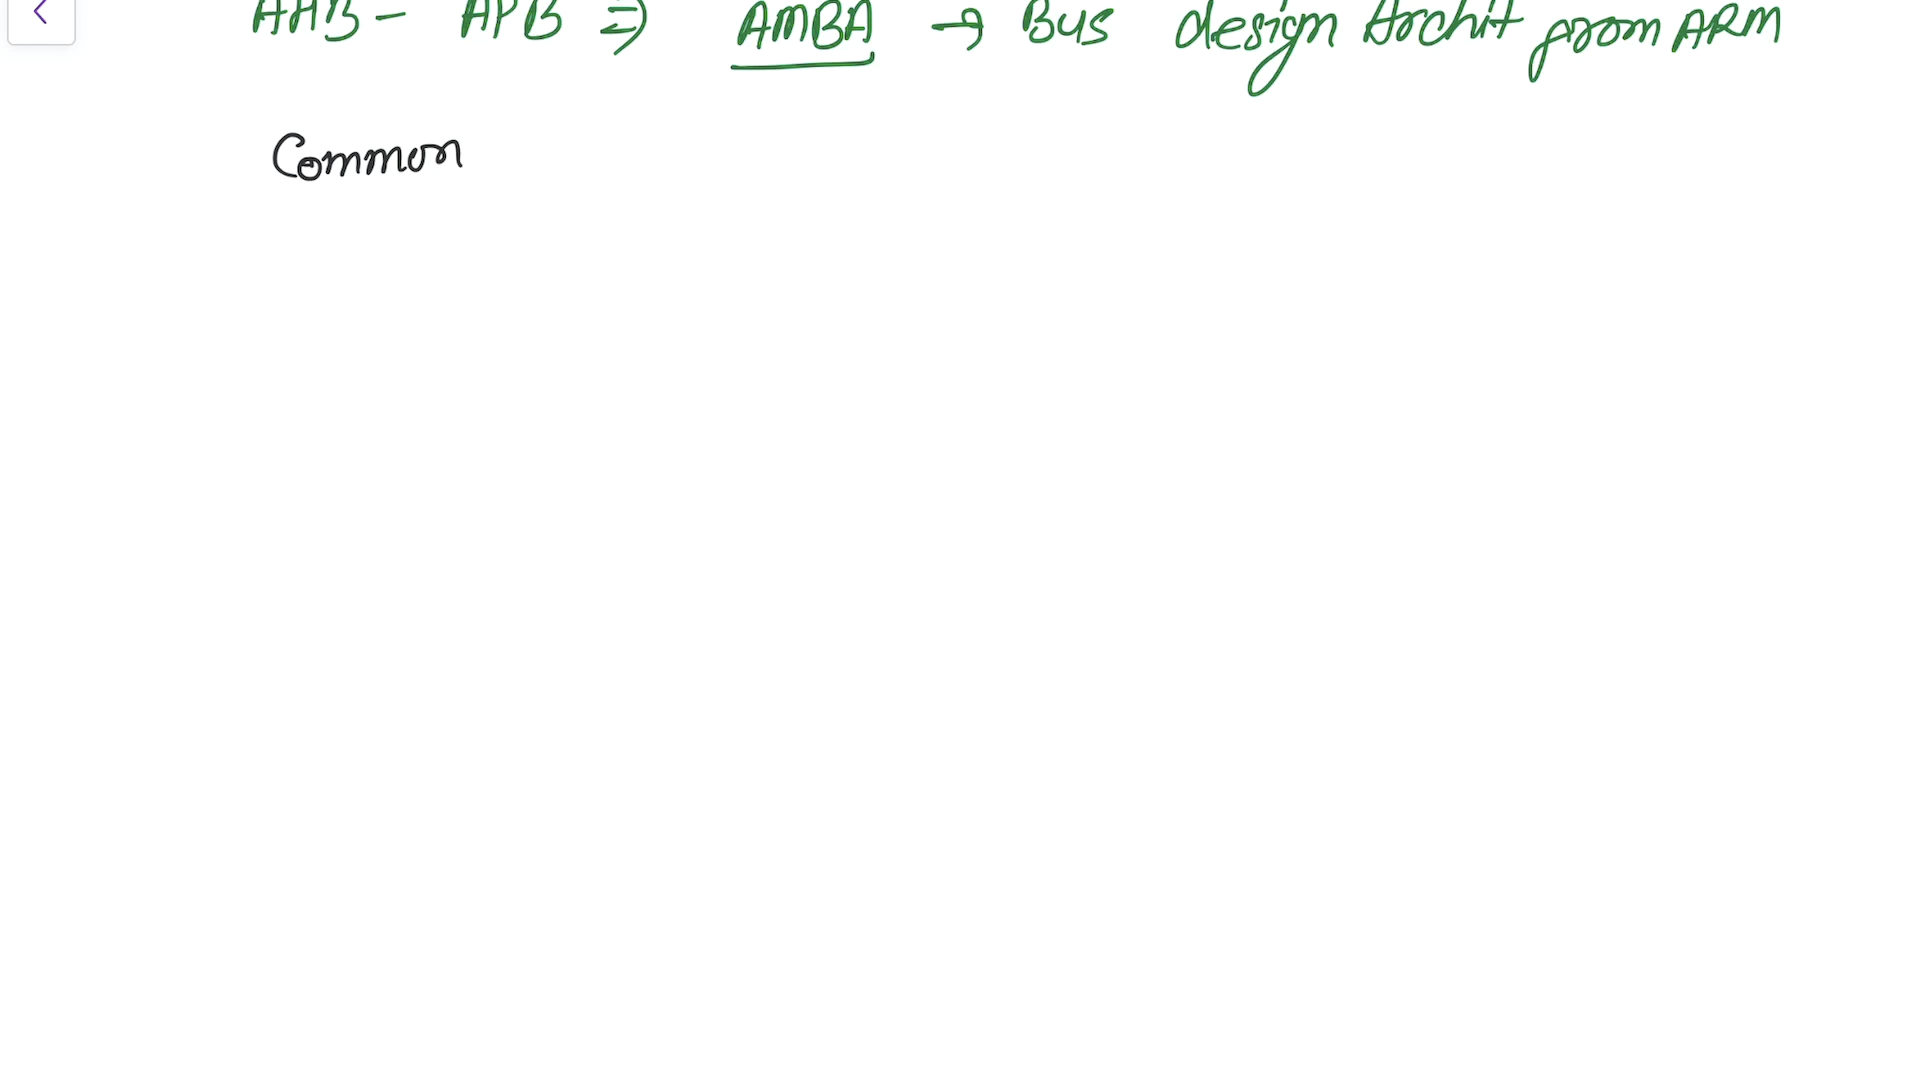 AHB - APB ⇒ AMBA → Bus design Archit from ARM
Common